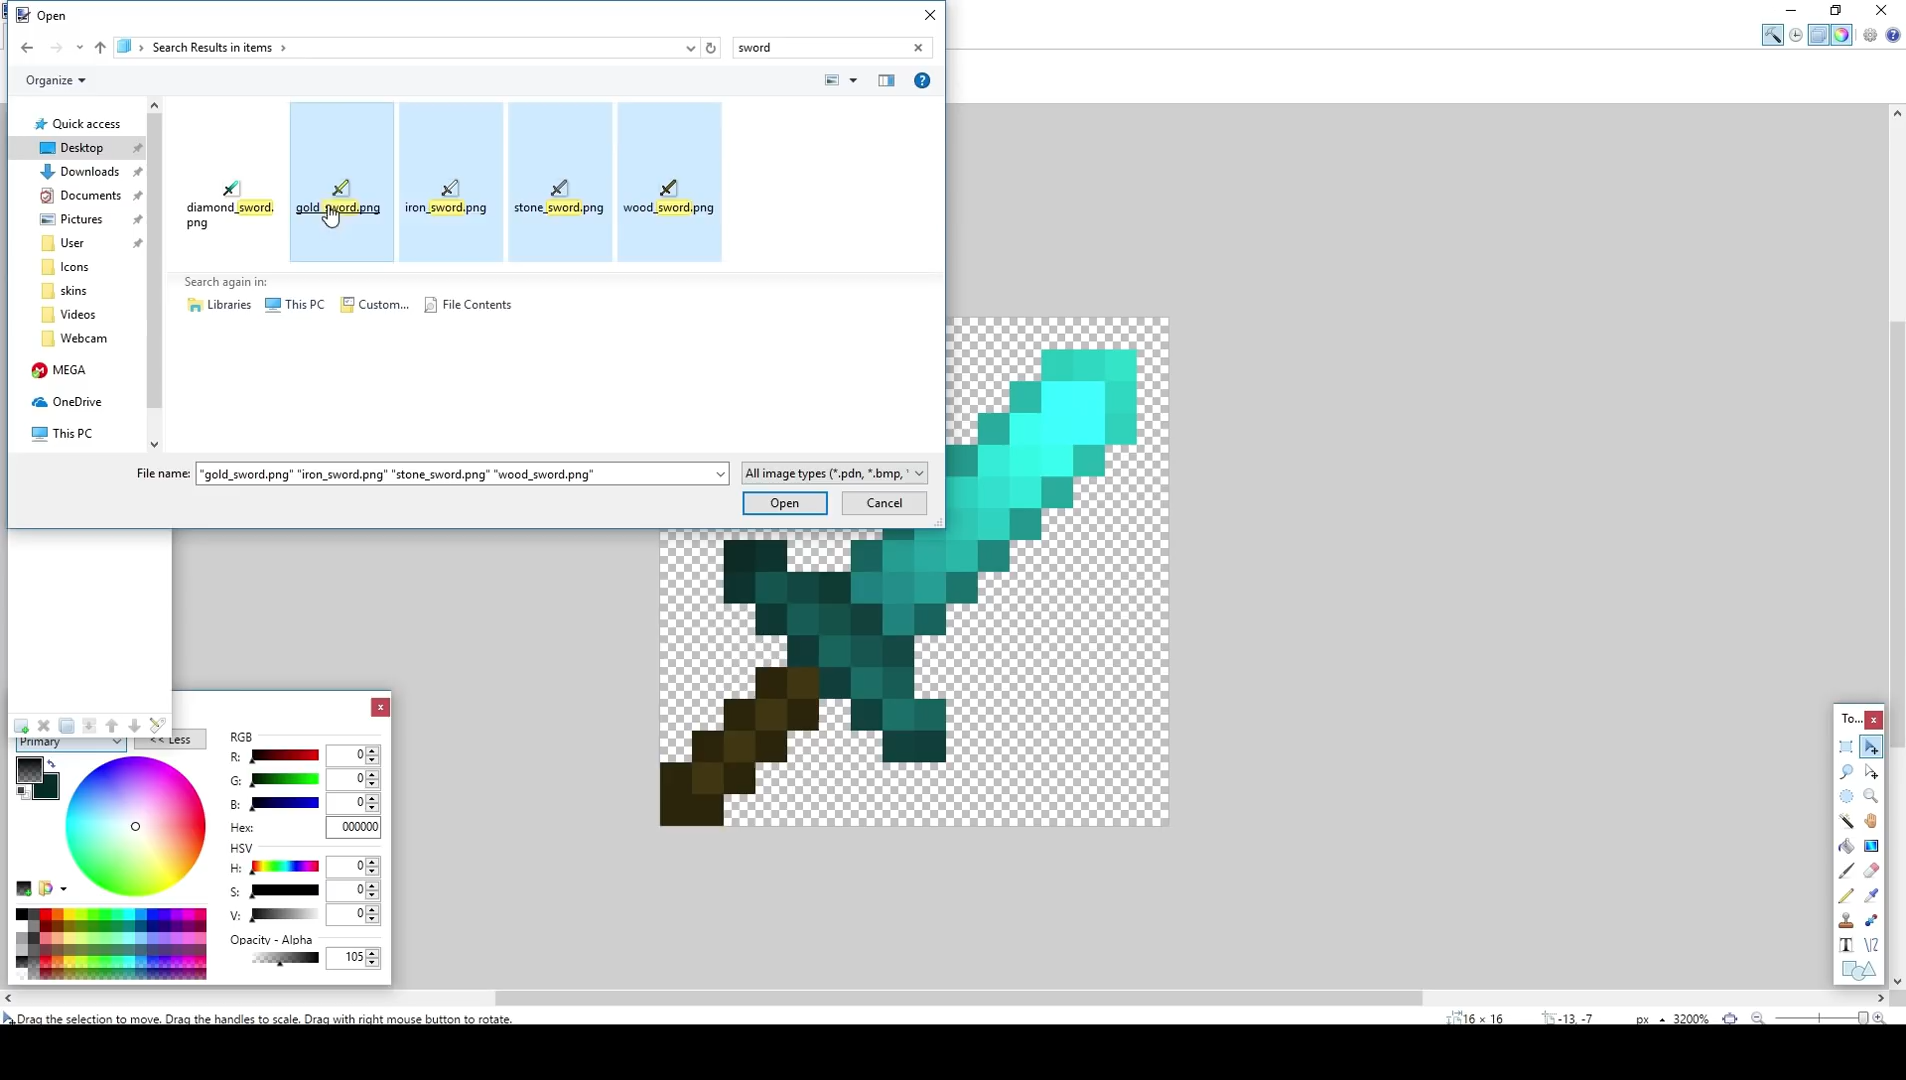 Open
Search Results in items
sword
Organize
Quick access
Desktop
Downloads
Documents
Pictures
User
Icons
skins
Videos
Webcam
MEGA
OneDrive
This PC
diamond_sword.
png
gold_sword.png
iron_sword.png
stone_sword.png
wood_sword.png
Search again in:
Libraries
This PC
Custom...
File Contents
File name:
"gold_sword.png" "iron_sword.png" "stone_sword.png" "wood_sword.png"
All image types (*.pdn, *.bmp, '
Open
Cancel
Primary
<< Less
RGB
R: 0
G: 0
B: 0
Hex: 000000
HSV
H: 0
S: 0
V: 0
Opacity - Alpha
105
To...
Drag the selection to move. Drag the handles to scale. Drag with right mouse button to rotate.
16 × 16
-13, -7
px
3200%